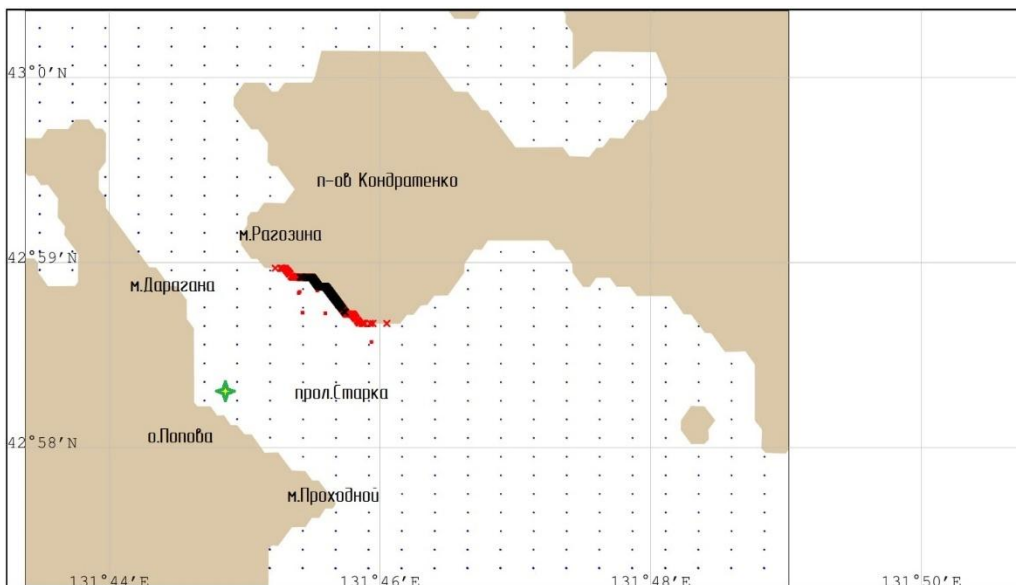 43°0′N
п-ов Кондратенко
м.Рагозина
42°59′N
м.Дарагана
прол.Старка
о.Попова
42°58′N
м.Проходной
131°44′E
131°46′E
131°48′E
131°50′E